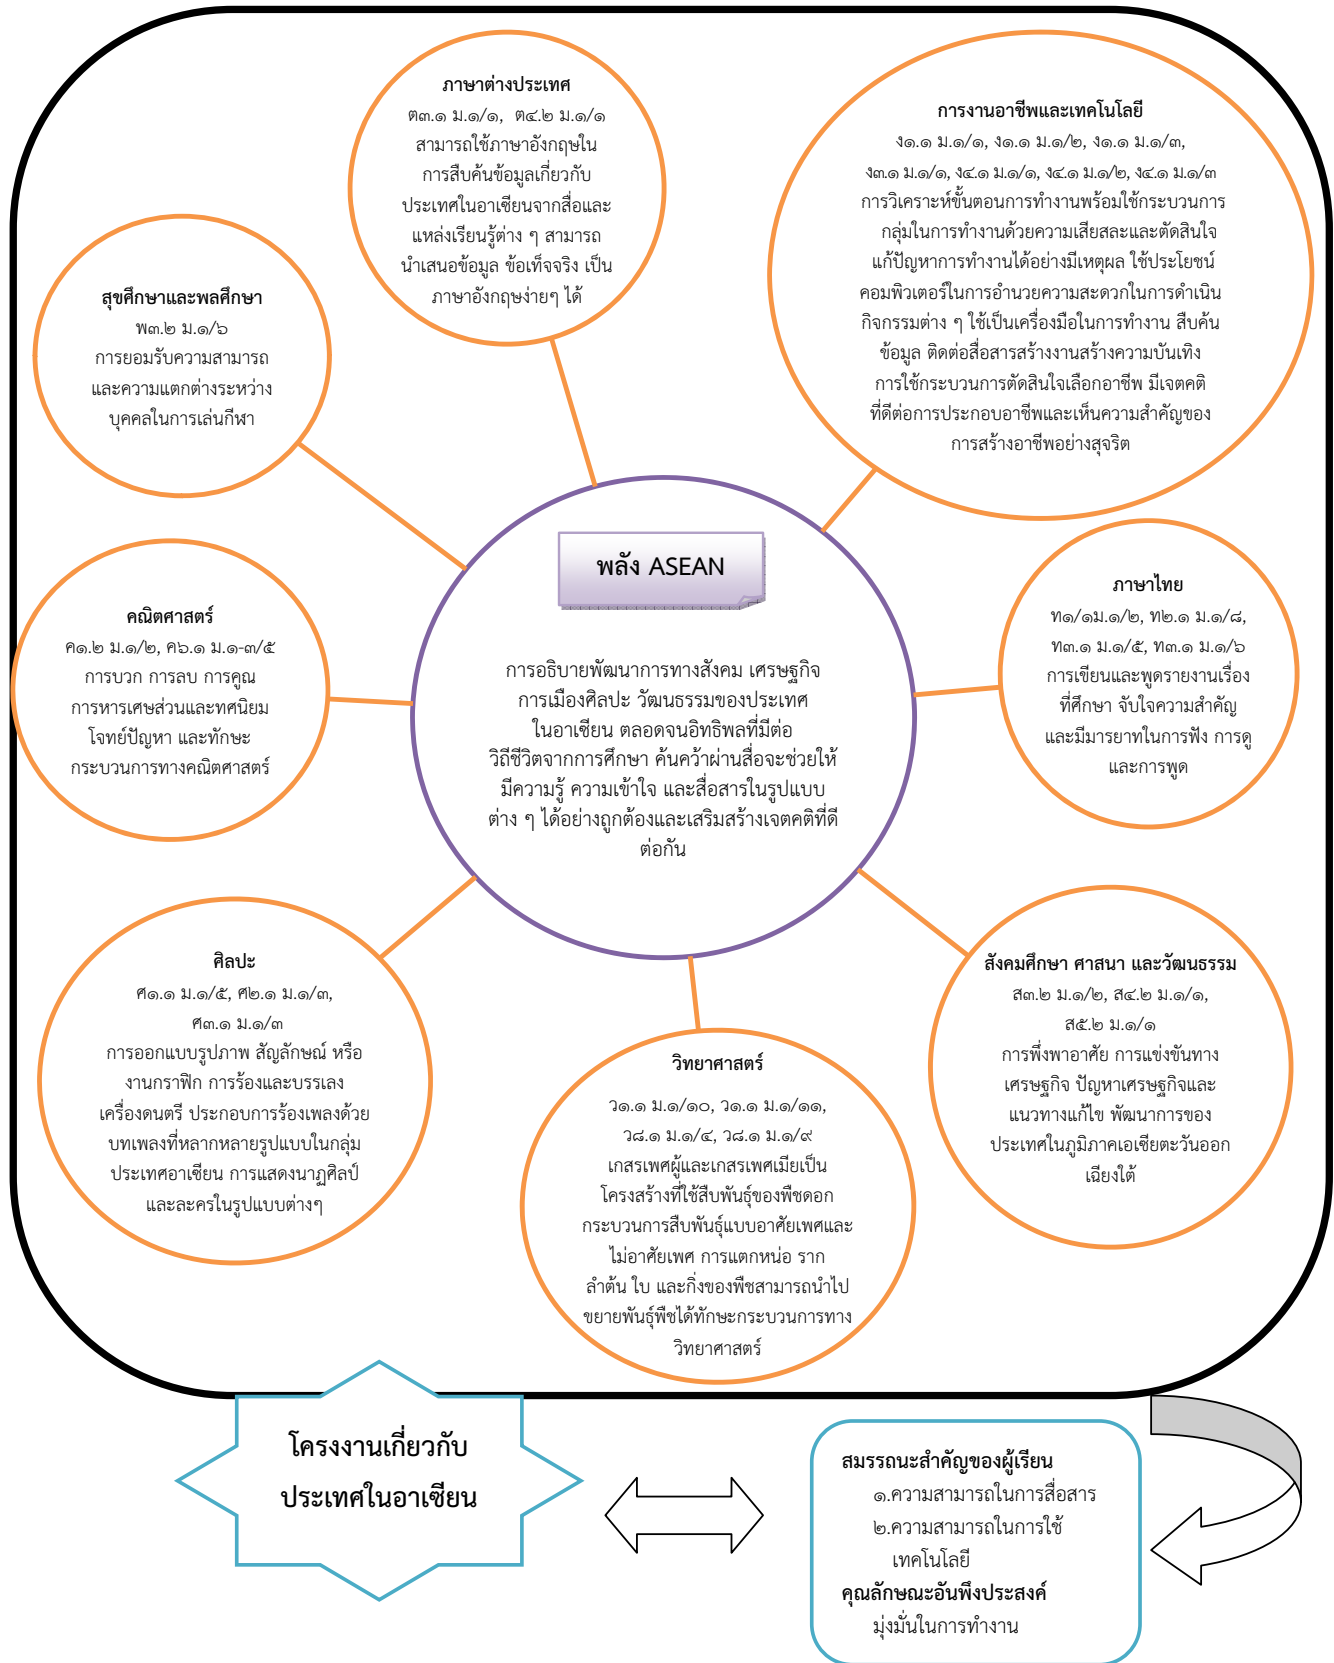 ภาษาต่างประเทศ
ต๓.๑ ม.๑/๑, ต๔.๒ ม.๑/๑
สามารถใช้ภาษาอังกฤษใน
การสืบค้นข้อมูลเกี่ยวกับ
ประเทศในอาเซียนจากสื่อและ
แหล่งเรียนรู้ต่าง ๆ สามารถ
นำเสนอข้อมูล ข้อเท็จจริง เป็น
ภาษาอังกฤษง่ายๆ ได้
การงานอาชีพและเทคโนโลยี
ง๑.๑ ม.๑/๑, ง๑.๑ ม.๑/๒, ง๑.๑ ม.๑/๓,
ง๓.๑ ม.๑/๑, ง๔.๑ ม.๑/๑, ง๔.๑ ม.๑/๒, ง๔.๑ ม.๑/๓
การวิเคราะห์ขั้นตอนการทำงานพร้อมใช้กระบวนการ
กลุ่มในการทำงานด้วยความเสียสละและตัดสินใจ
แก้ปัญหาการทำงานได้อย่างมีเหตุผล ใช้ประโยชน์
คอมพิวเตอร์ในการอำนวยความสะดวกในการดำเนิน
กิจกรรมต่าง ๆ ใช้เป็นเครื่องมือในการทำงาน สืบค้น
ข้อมูล ติดต่อสื่อสารสร้างงานสร้างความบันเทิง
การใช้กระบวนการตัดสินใจเลือกอาชีพ มีเจตคติ
ที่ดีต่อการประกอบอาชีพและเห็นความสำคัญของ
การสร้างอาชีพอย่างสุจริต
สุขศึกษาและพลศึกษา
พ๓.๒ ม.๑/๖
การยอมรับความสามารถ
และความแตกต่างระหว่าง
บุคคลในการเล่นกีฬา
พลัง ASEAN
การอธิบายพัฒนาการทางสังคม เศรษฐกิจ
การเมืองศิลปะ วัฒนธรรมของประเทศ
ในอาเซียน ตลอดจนอิทธิพลที่มีต่อ
วิถีชีวิตจากการศึกษา ค้นคว้าผ่านสื่อจะช่วยให้
มีความรู้ ความเข้าใจ และสื่อสารในรูปแบบ
ต่าง ๆ ได้อย่างถูกต้องและเสริมสร้างเจตคติที่ดี
ต่อกัน
ภาษาไทย
ท๑/๑ม.๑/๒, ท๒.๑ ม.๑/๘,
ท๓.๑ ม.๑/๕, ท๓.๑ ม.๑/๖
การเขียนและพูดรายงานเรื่อง
ที่ศึกษา จับใจความสำคัญ
และมีมารยาทในการฟัง การดู
และการพูด
คณิตศาสตร์
ค๑.๒ ม.๑/๒, ค๖.๑ ม.๑-๓/๕
การบวก การลบ การคูณ
การหารเศษส่วนและทศนิยม
โจทย์ปัญหา และทักษะ
กระบวนการทางคณิตศาสตร์
ศิลปะ
ศ๑.๑ ม.๑/๕, ศ๒.๑ ม.๑/๓,
ศ๓.๑ ม.๑/๓
การออกแบบรูปภาพ สัญลักษณ์ หรือ
งานกราฟิก การร้องและบรรเลง
เครื่องดนตรี ประกอบการร้องเพลงด้วย
บทเพลงที่หลากหลายรูปแบบในกลุ่ม
ประเทศอาเซียน การแสดงนาฏศิลป์
และละครในรูปแบบต่างๆ
สังคมศึกษา ศาสนา และวัฒนธรรม
ส๓.๒ ม.๑/๒, ส๔.๒ ม.๑/๑,
ส๕.๒ ม.๑/๑
การพึ่งพาอาศัย การแข่งขันทาง
เศรษฐกิจ ปัญหาเศรษฐกิจและ
แนวทางแก้ไข พัฒนาการของ
ประเทศในภูมิภาคเอเซียตะวันออก
เฉียงใต้
วิทยาศาสตร์
ว๑.๑ ม.๑/๑๐, ว๑.๑ ม.๑/๑๑,
ว๘.๑ ม.๑/๔, ว๘.๑ ม.๑/๙
เกสรเพศผู้และเกสรเพศเมียเป็น
โครงสร้างที่ใช้สืบพันธุ์ของพืชดอก
กระบวนการสืบพันธุ์แบบอาศัยเพศและ
ไม่อาศัยเพศ การแตกหน่อ ราก
ลำต้น ใบ และกิ่งของพืชสามารถนำไป
ขยายพันธุ์พืชได้ทักษะกระบวนการทาง
วิทยาศาสตร์
โครงงานเกี่ยวกับ
ประเทศในอาเซียน
สมรรถนะสำคัญของผู้เรียน
๑.ความสามารถในการสื่อสาร
๒.ความสามารถในการใช้
เทคโนโลยี
คุณลักษณะอันพึงประสงค์
มุ่งมั่นในการทำงาน